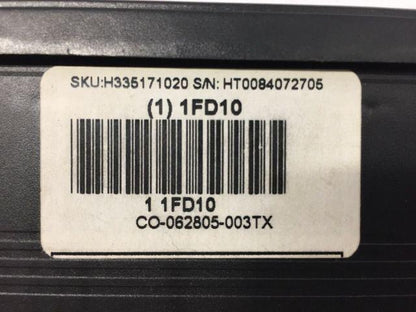 SKU:H335171020 S/N: HT0084072705
(1) 1FD10
1 1FD10
CO-062805-003TX